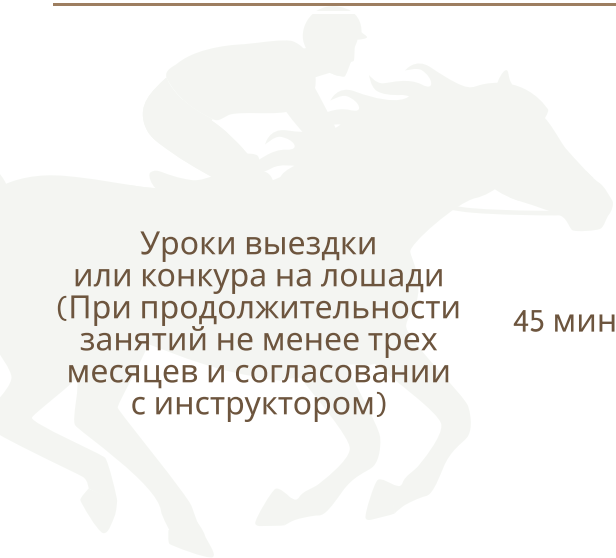 Уроки выездки
или конкура на лошади
(При продолжительности
занятий не менее трех
месяцев и согласовании
с инструктором)
45 мин